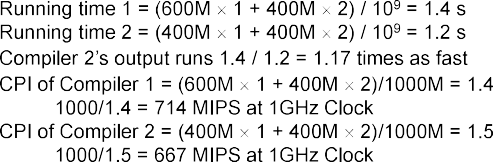 Running time 1 = (600M × 1 + 400M × 2) / 10⁹ = 1.4 s
Running time 2 = (400M × 1 + 400M × 2) / 10⁹ = 1.2 s
Compiler 2's output runs 1.4 / 1.2 = 1.17 times as fast
CPI of Compiler 1 = (600M × 1 + 400M × 2)/1000M = 1.4
1000/1.4 = 714 MIPS at 1GHz Clock
CPI of Compiler 2 = (400M × 1 + 400M × 2)/1000M = 1.5
1000/1.5 = 667 MIPS at 1GHz Clock